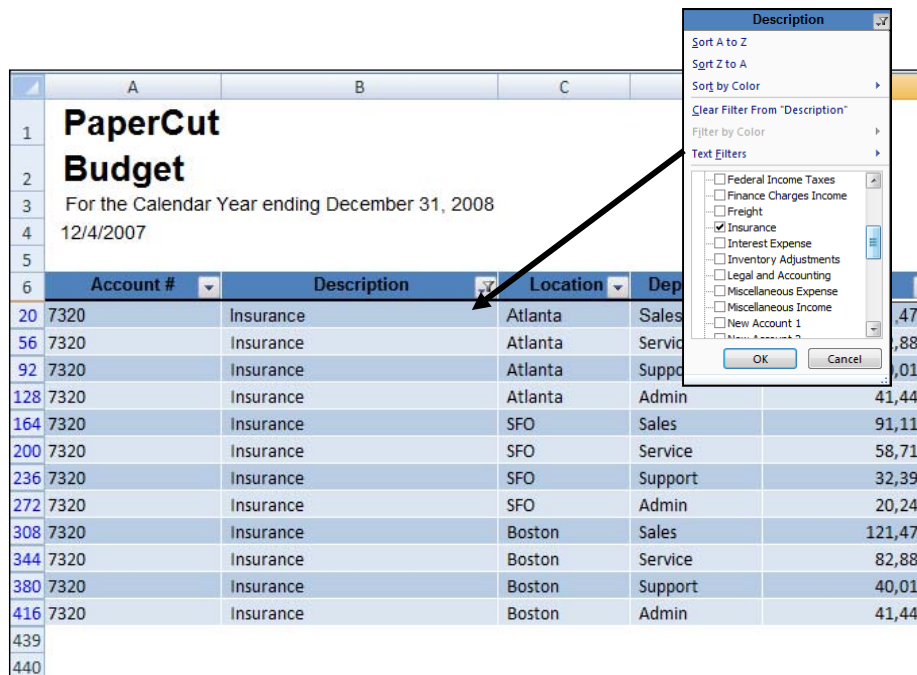 Description
Sort A to Z
Sort Z to A
Sort by Color
Clear Filter From "Description"
Filter by Color
Text Filters
Federal Income Taxes
Finance Charges Income
Freight
Insurance
Interest Expense
Inventory Adjustments
Legal and Accounting
Miscellaneous Expense
Miscellaneous Income
New Account 1
OK Cancel
A B C
1 PaperCut
2 Budget
3 For the Calendar Year ending December 31, 2008
4 12/4/2007
5
6 Account # Description Location Dep
20 7320 Insurance Atlanta Sales ,47
56 7320 Insurance Atlanta Servic ,88
92 7320 Insurance Atlanta Suppo ,01
128 7320 Insurance Atlanta Admin 41,44
164 7320 Insurance SFO Sales 91,11
200 7320 Insurance SFO Service 58,71
236 7320 Insurance SFO Support 32,39
272 7320 Insurance SFO Admin 20,24
308 7320 Insurance Boston Sales 121,47
344 7320 Insurance Boston Service 82,88
380 7320 Insurance Boston Support 40,01
416 7320 Insurance Boston Admin 41,44
439
440